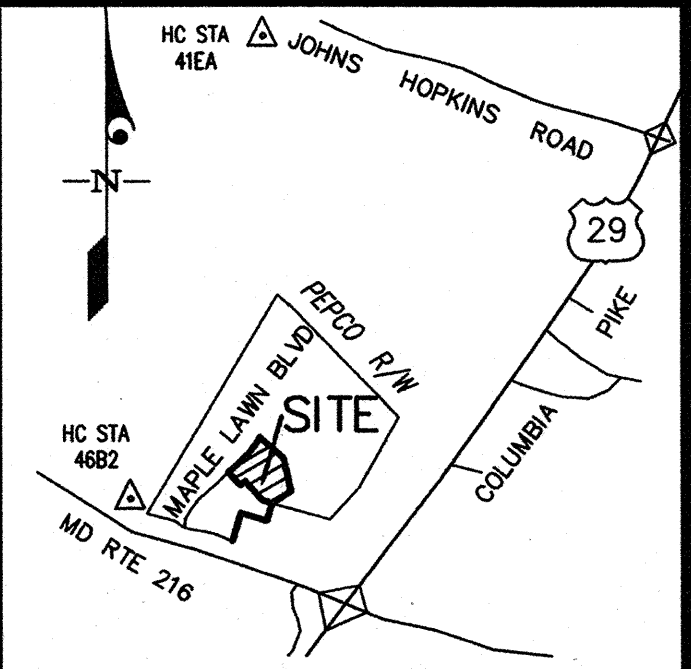 HC STA
41EA
JOHNS HOPKINS ROAD
N
29
PIKE
PEPCO R/W
MAPLE LAWN BLVD
SITE
COLUMBIA
HC STA
46B2
MD RTE 216